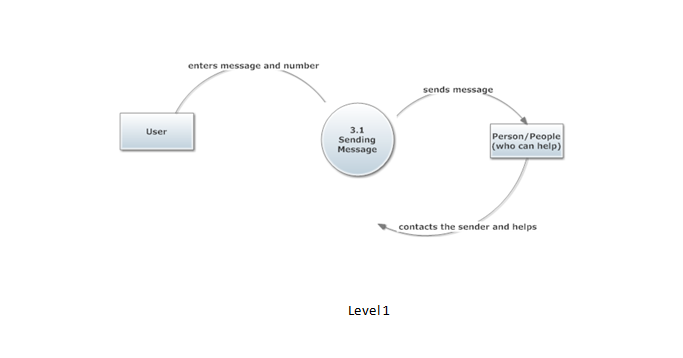 enters message and number
sends message
User
3.1
Sending
Message
Person/People
(who can help)
contacts the sender and helps
Level 1